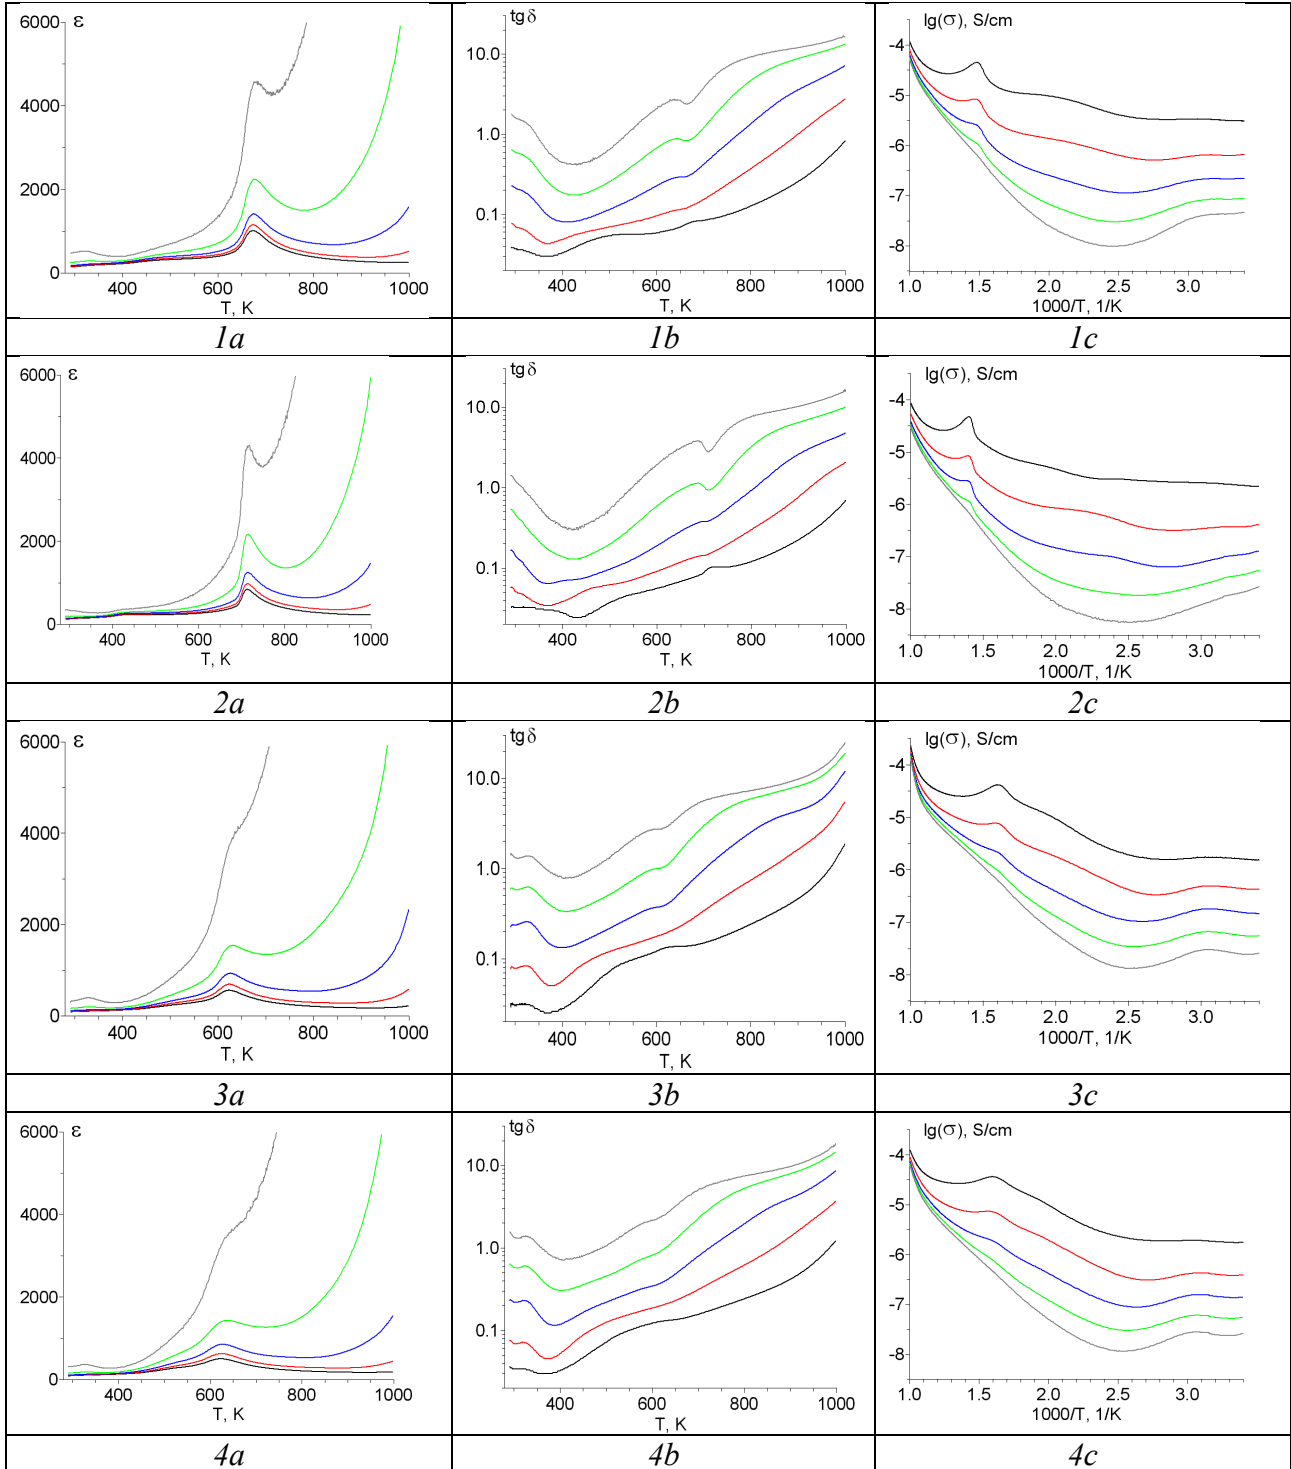 6000 ε
4000
2000
0
400 600 800 1000
T, K
tgδ
10.0
1.0
0.1
400 600 800 1000
T, K
lg(σ), S/cm
-4
-5
-6
-7
-8
1.0 1.5 2.0 2.5 3.0
1000/T, 1/K
1a 1b 1c
6000 ε
4000
2000
0
400 600 800 1000
T, K
tgδ
10.0
1.0
0.1
400 600 800 1000
T, K
lg(σ), S/cm
-4
-5
-6
-7
-8
1.0 1.5 2.0 2.5 3.0
1000/T, 1/K
2a 2b 2c
6000 ε
4000
2000
0
400 600 800 1000
T, K
tgδ
10.0
1.0
0.1
400 600 800 1000
T, K
lg(σ), S/cm
-4
-5
-6
-7
-8
1.0 1.5 2.0 2.5 3.0
1000/T, 1/K
3a 3b 3c
6000 ε
4000
2000
0
400 600 800 1000
T, K
tgδ
10.0
1.0
0.1
400 600 800 1000
T, K
lg(σ), S/cm
-4
-5
-6
-7
-8
1.0 1.5 2.0 2.5 3.0
1000/T, 1/K
4a 4b 4c